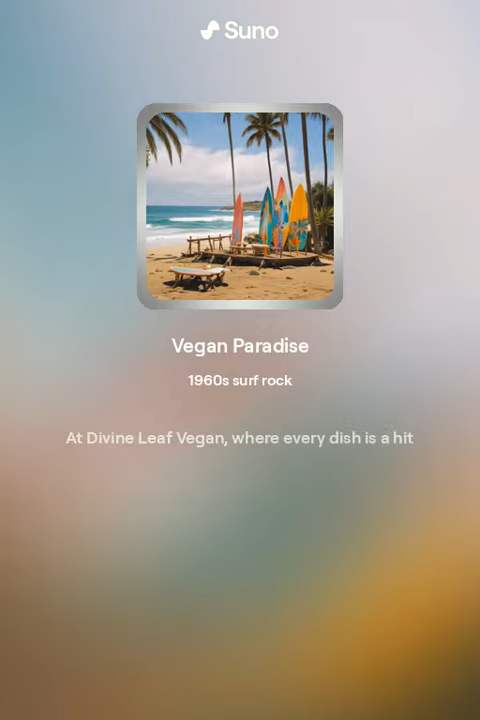 Suno
Vegan Paradise
1960s surf rock
At Divine Leaf Vegan, where every dish is a hit